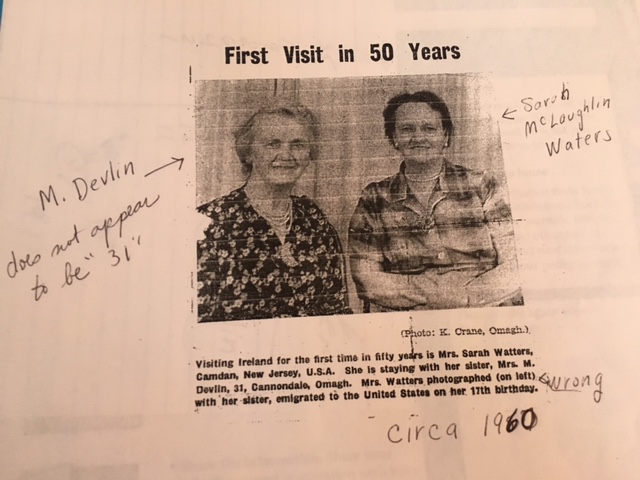 First Visit in 50 Years
Sarah
McLaughlin
Waters
M. Devlin
does not appear
to be "31"
(Photo: K. Crane, Omagh.)
Visiting Ireland for the first time in fifty years is Mrs. Sarah Watters,
Camdan, New Jersey, U.S.A. She is staying with her sister, Mrs. M.
Devlin, 31, Cannondale, Omagh. Mrs. Watters photographed (on left)
with her sister, emigrated to the United States on her 17th birthday.
wrong
circa 1960